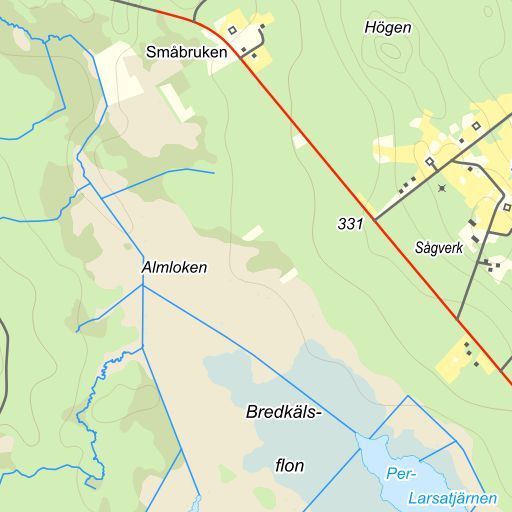 Högen
Småbruken
331
Sågverk
Almloken
Bredkäls-
flon
Per-
Larsatjärnen